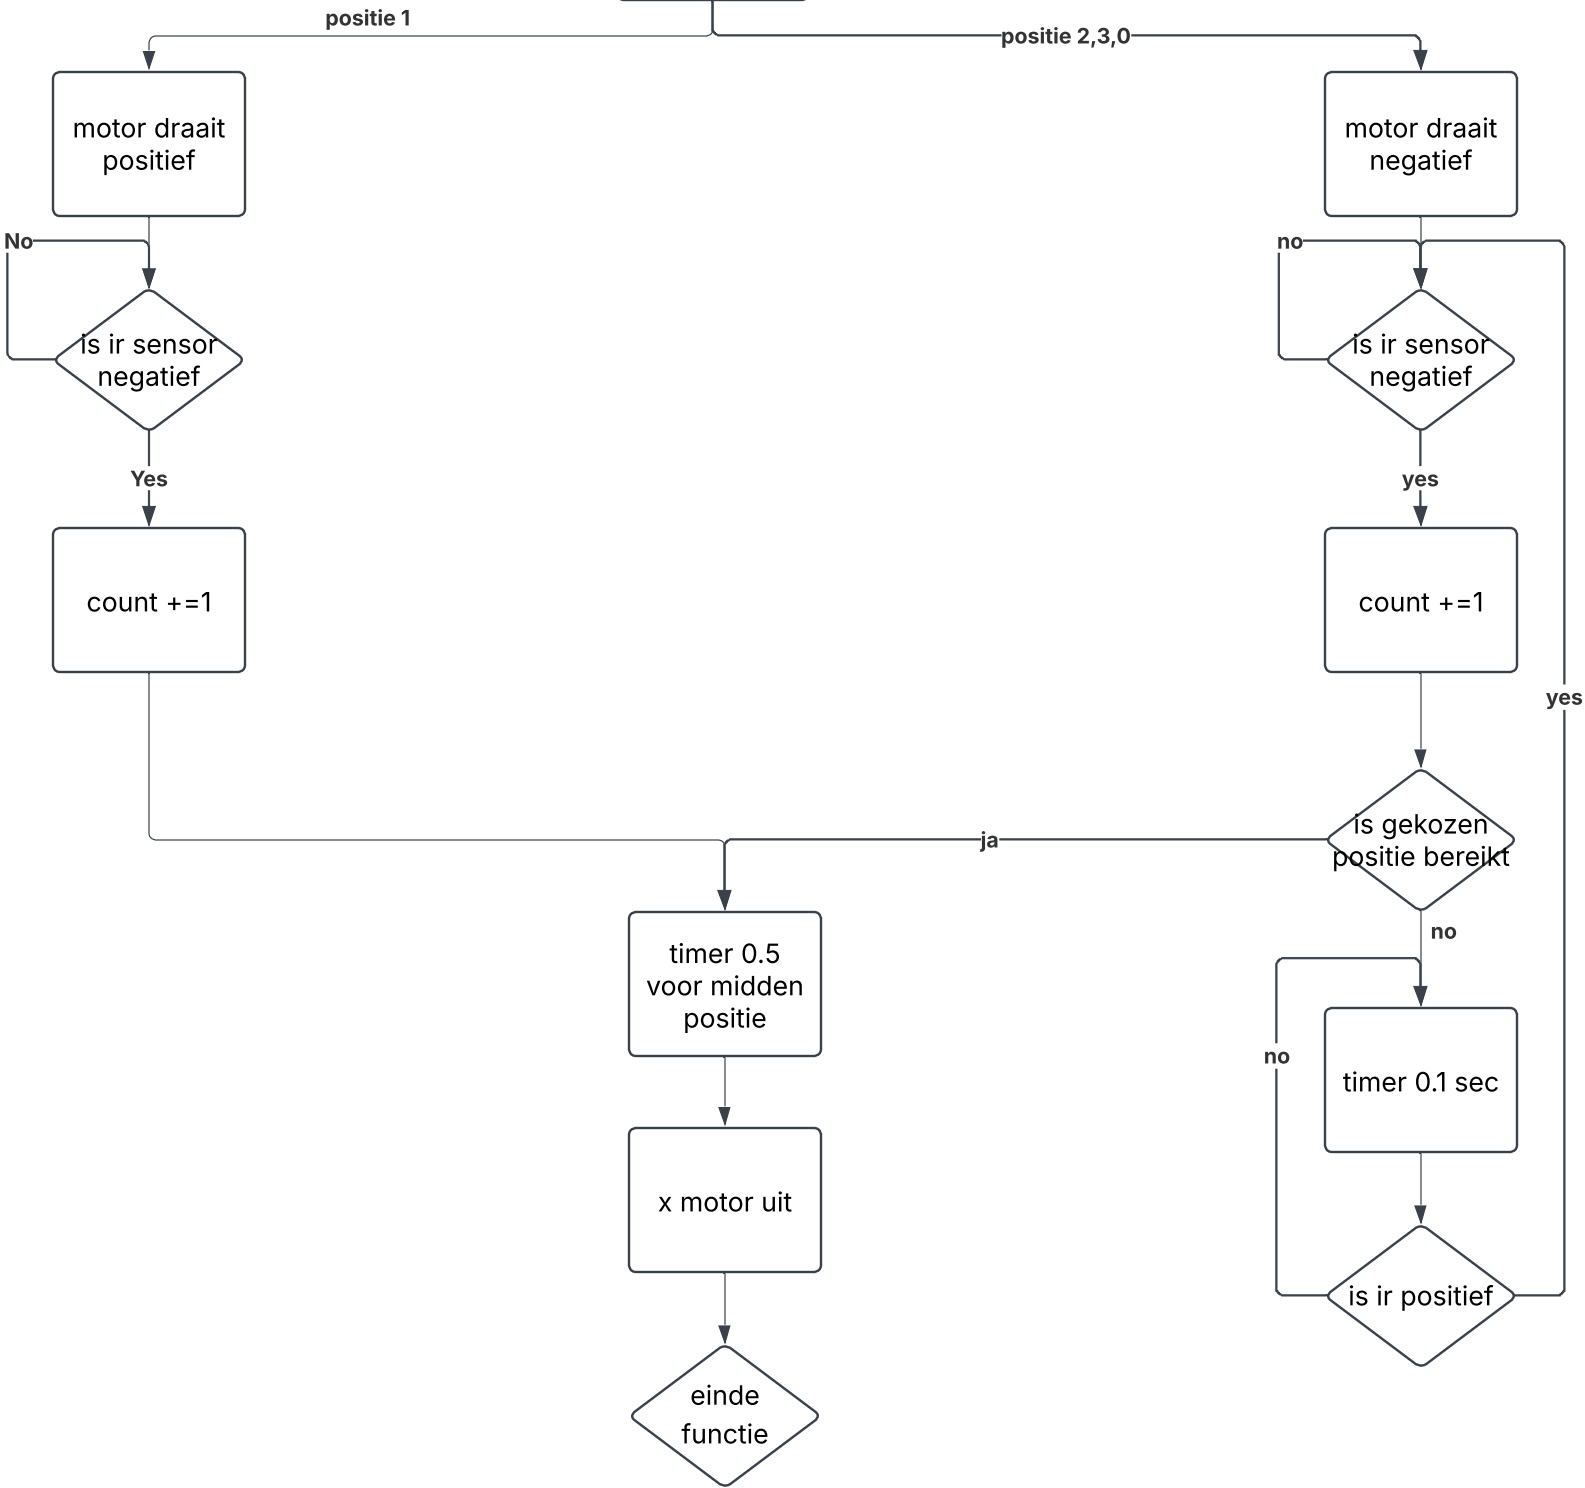 positie 1
positie 2,3,0
motor draait
positief
motor draait
negatief
No
no
is ir sensor
negatief
is ir sensor
negatief
Yes
yes
count +=1
count +=1
yes
ja
is gekozen
positie bereikt
no
timer 0.5
voor midden
positie
no
timer 0.1 sec
x motor uit
is ir positief
einde
functie